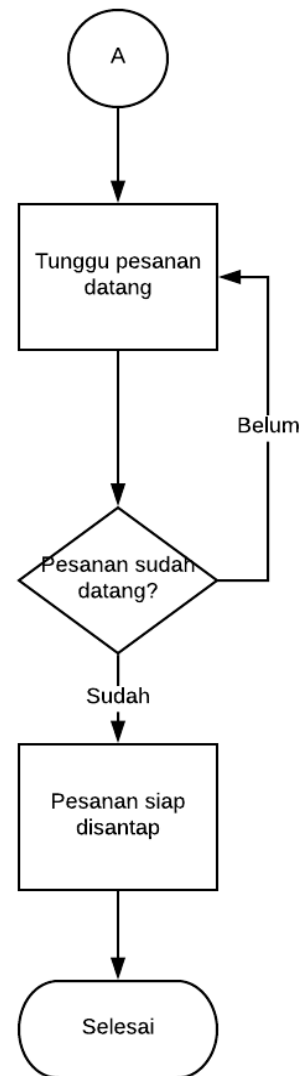 A
Tunggu pesanan
datang
Belum
Pesanan sudah
datang?
Sudah
Pesanan siap
disantap
Selesai